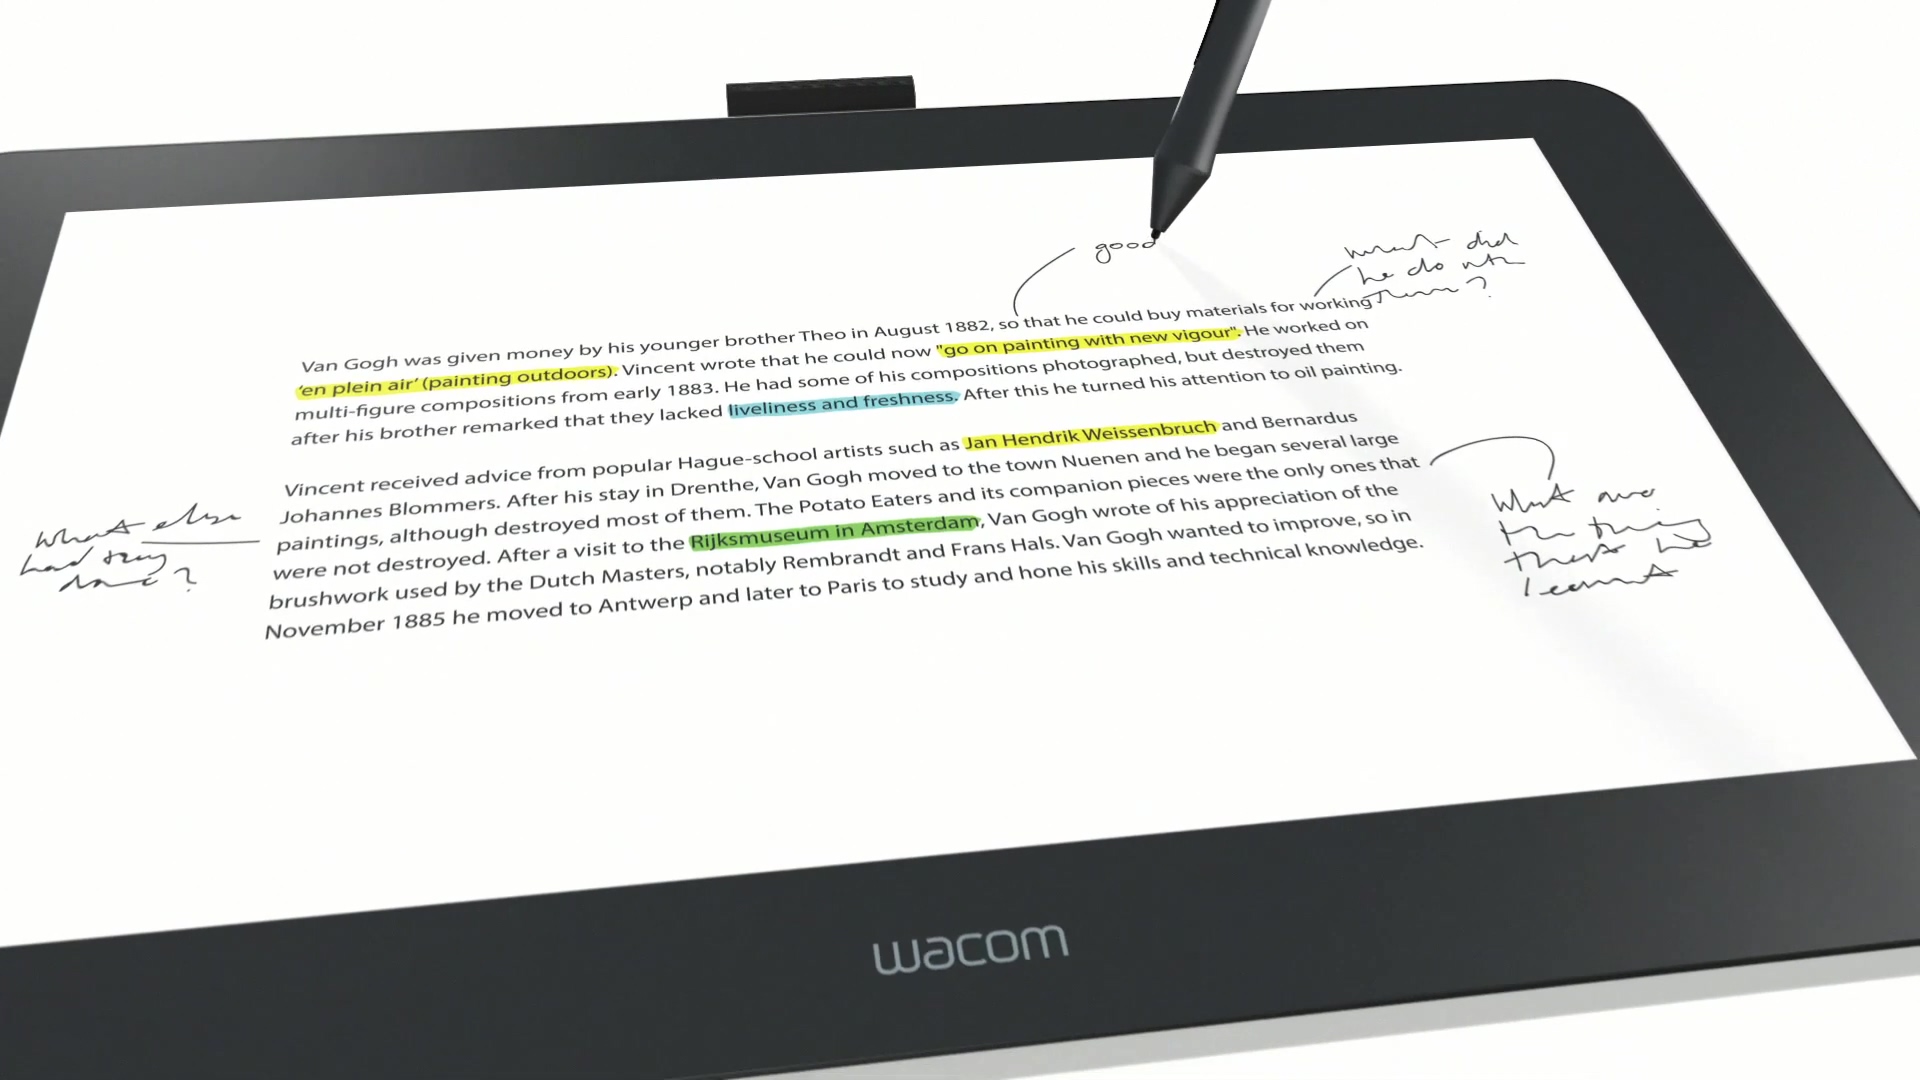 good
what did
he do with
them?
Van Gogh was given money by his younger brother Theo in August 1882, so that he could buy materials for working
'en plein air' (painting outdoors). Vincent wrote that he could now "go on painting with new vigour". He worked on
multi-figure compositions from early 1883. He had some of his compositions photographed, but destroyed them
after his brother remarked that they lacked liveliness and freshness. After this he turned his attention to oil painting.
Vincent received advice from popular Hague-school artists such as Jan Hendrik Weissenbruch and Bernardus
Johannes Blommers. After his stay in Drenthe, Van Gogh moved to the town Nuenen and he began several large
paintings, although destroyed most of them. The Potato Eaters and its companion pieces were the only ones that
were not destroyed. After a visit to the Rijksmuseum in Amsterdam, Van Gogh wrote of his appreciation of the
brushwork used by the Dutch Masters, notably Rembrandt and Frans Hals. Van Gogh wanted to improve, so in
November 1885 he moved to Antwerp and later to Paris to study and hone his skills and technical knowledge.
What else
had they
done?
What are
the things
that he
learnt
wacom